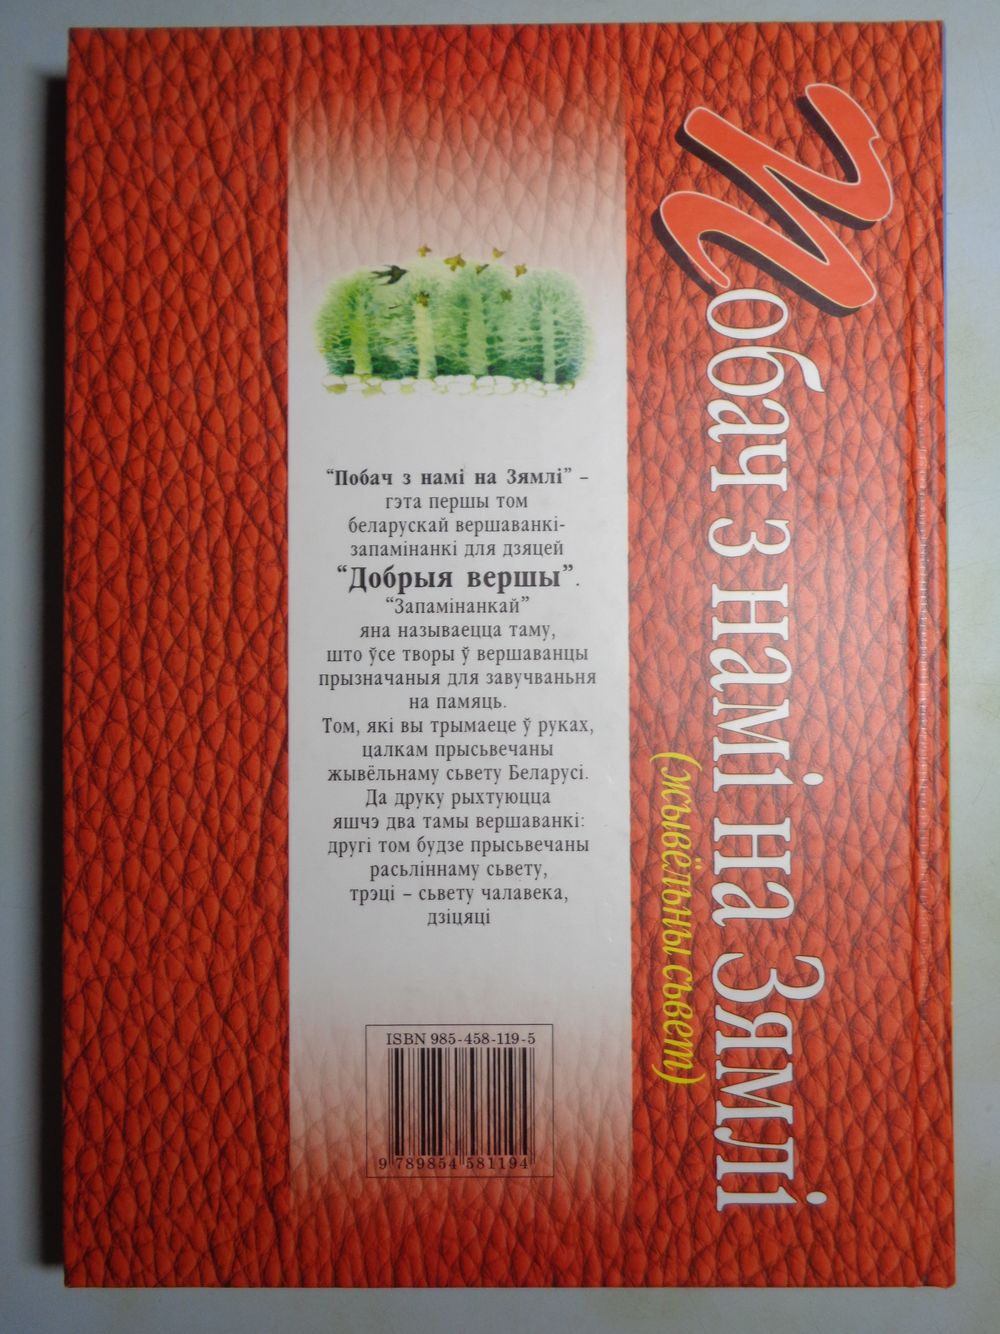 Побач з намі на Зямлі
(жывёльны сьвет)
“Побач з намі на Зямлі” –
гэта першы том
беларускай вершаванкі-
запамінанкі для дзяцей
“Добрыя вершы”.
“Запамінанкай”
яна называецца таму,
што ўсе творы ў вершаванцы
прызначаныя для завучваньня
на памяць.
Том, які вы трымаеце ў руках,
цалкам прысьвечаны
жывёльнаму сьвету Беларусі.
Да друку рыхтуюцца
яшчэ два тамы вершаванкі:
другі том будзе прысьвечаны
расьліннаму сьвету,
трэці – сьвету чалавека,
дзіцяці
ISBN 985-458-119-5
9 789854 581194